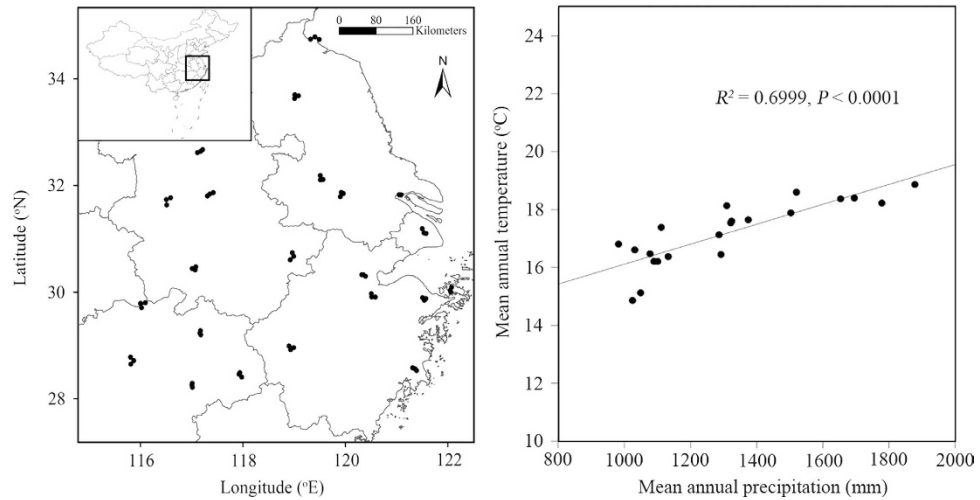 0 80 160
Kilometers
N
34
32
30
28
Latitude (°N)
116 118 120 122
Longitude (°E)
R² = 0.6999, P < 0.0001
24
22
20
18
16
14
12
10
Mean annual temperature (°C)
800 1000 1200 1400 1600 1800 2000
Mean annual precipitation (mm)